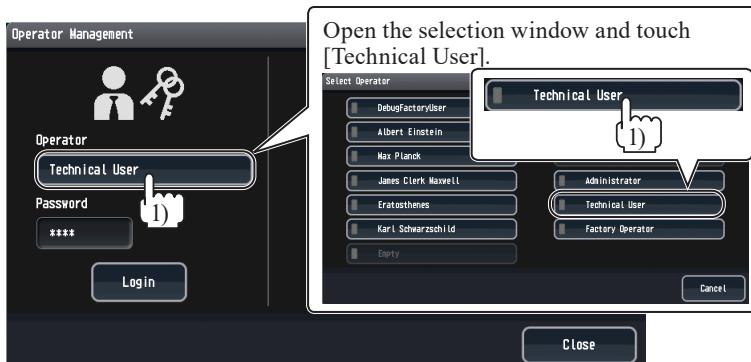 Operator Management
Operator
Technical User
1)
Password
****
Login
Close
Open the selection window and touch
[Technical User].
Select Operator
DebugFactoryUser
Albert Einstein
Max Planck
James Clerk Maxwell
Eratosthenes
Karl Schwarzschild
Empty
Technical User
1)
Administrator
Technical User
Factory Operator
Cancel